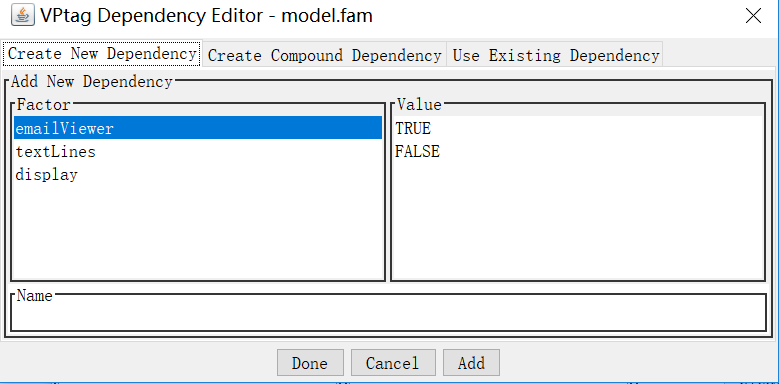 VPtag Dependency Editor - model.fam
Create New Dependency Create Compound Dependency Use Existing Dependency
Add New Dependency
Factor Value
emailViewer TRUE
textLines FALSE
display
Name
Done Cancel Add